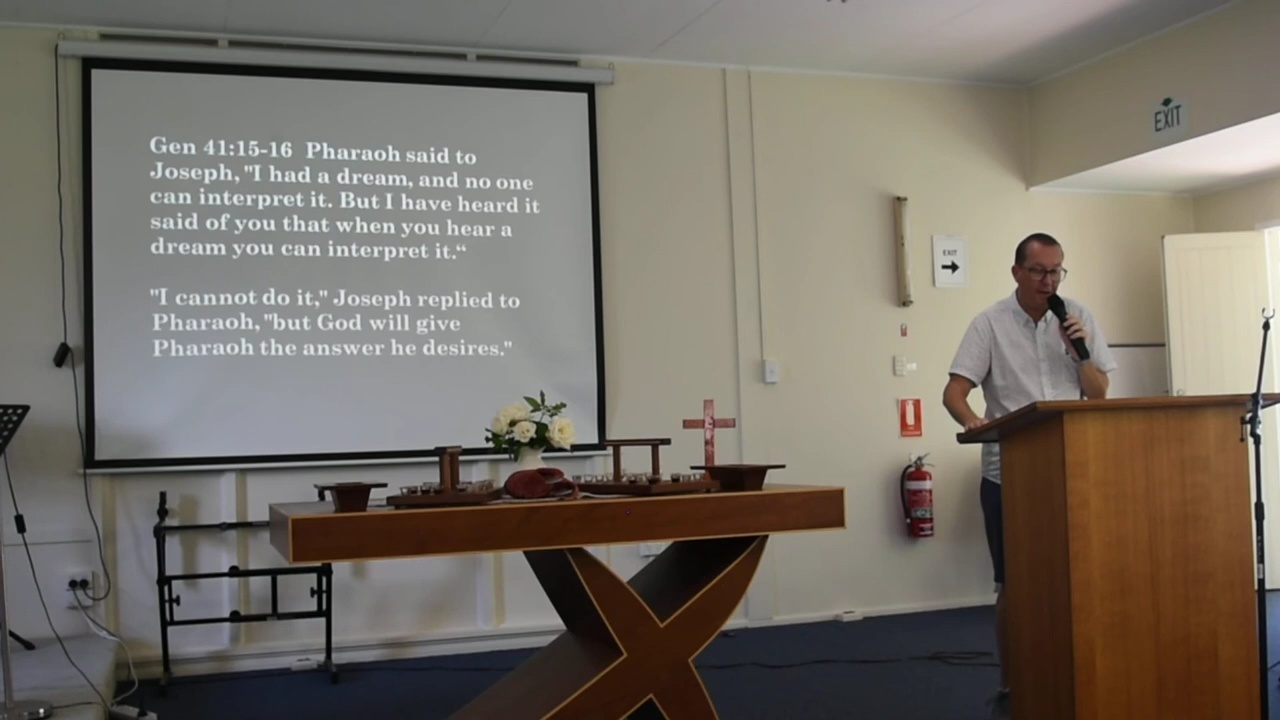 Gen 41:15-16 Pharaoh said to
Joseph, "I had a dream, and no one
can interpret it. But I have heard it
said of you that when you hear a
dream you can interpret it.“
"I cannot do it," Joseph replied to
Pharaoh, "but God will give
Pharaoh the answer he desires."
EXIT
EXIT